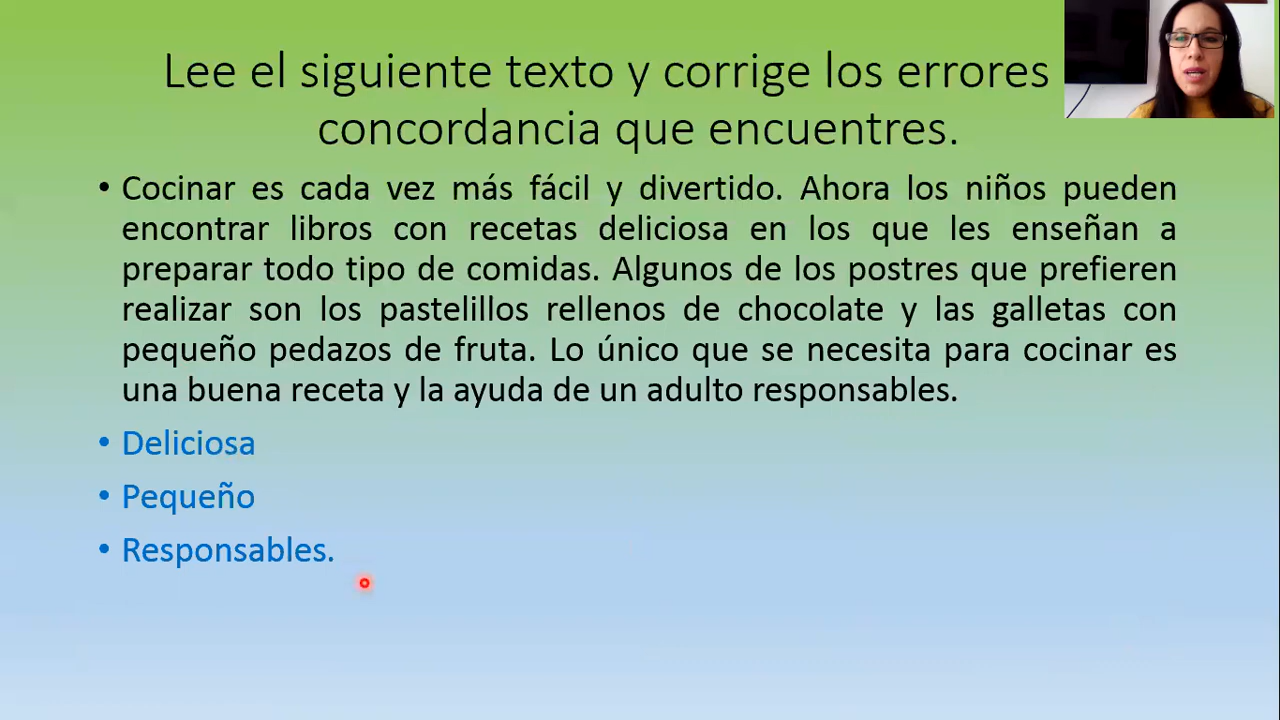 Lee el siguiente texto y corrige los errores
concordancia que encuentres.
• Cocinar es cada vez más fácil y divertido. Ahora los niños pueden
encontrar libros con recetas deliciosa en los que les enseñan a
preparar todo tipo de comidas. Algunos de los postres que prefieren
realizar son los pastelillos rellenos de chocolate y las galletas con
pequeño pedazos de fruta. Lo único que se necesita para cocinar es
una buena receta y la ayuda de un adulto responsables.
• Deliciosa
• Pequeño
• Responsables.